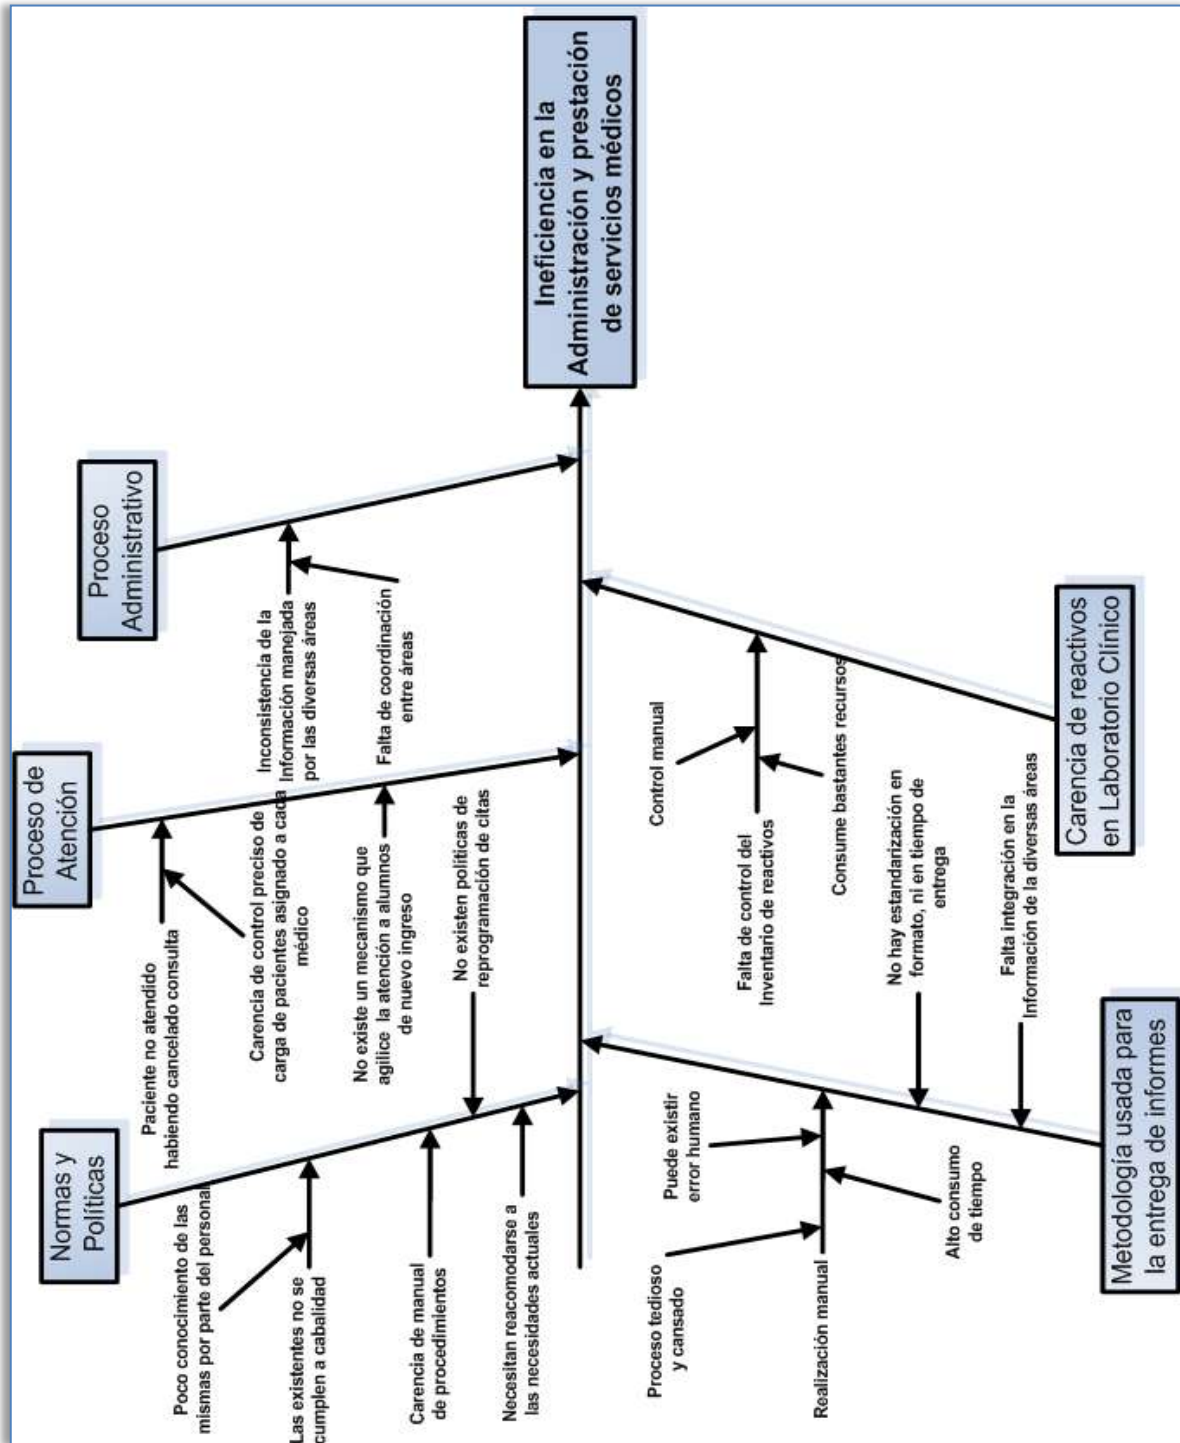 Normas y
Políticas
Poco conocimiento de las
mismas por parte del personal
Las existentes no se
cumplen a cabalidad
Carencia de manual
de procedimientos
Necesitan reacomodarse a
las necesidades actuales
No existen políticas de
reprogramación de citas
Proceso de
Atención
Paciente no atendido
habiendo cancelado consulta
Carencia de control preciso de
carga de pacientes asignado a cada
médico
No existe un mecanismo que
agilice la atención a alumnos
de nuevo ingreso
Proceso
Administrativo
Inconsistencia de la
Información manejada
por las diversas áreas
Falta de coordinación
entre áreas
Ineficiencia en la
Administración y prestación
de servicios médicos
Metodología usada para
la entrega de informes
Proceso tedioso
y cansado
Puede existir
error humano
Realización manual
Alto consumo
de tiempo
No hay estandarización en
formato, ni en tiempo de
entrega
Falta integración en la
Información de la diversas áreas
Carencia de reactivos
en Laboratorio Clínico
Control manual
Falta de control del
Inventario de reactivos
Consume bastantes recursos